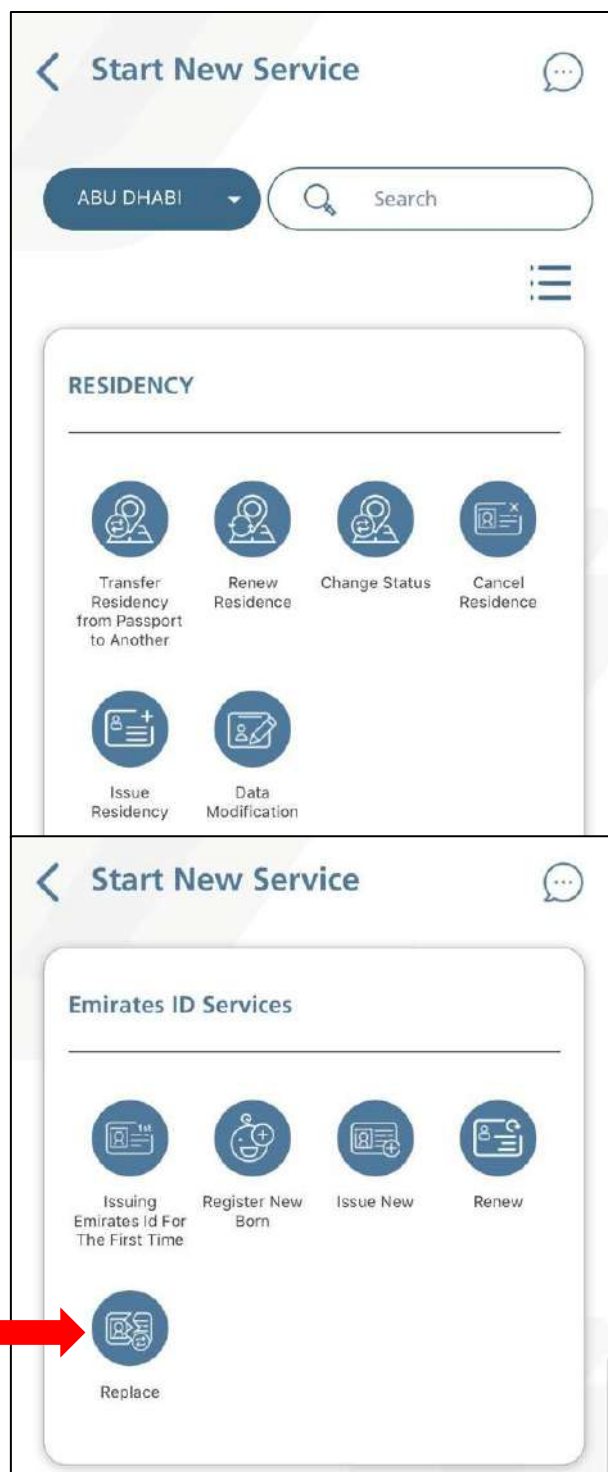 Start New Service
ABU DHABI
Search
RESIDENCY
Transfer
Residency
from Passport
to Another
Renew
Residence
Change Status
Cancel
Residence
Issue
Residency
Data
Modification
Start New Service
Emirates ID Services
1st
Issuing
Emirates Id For
The First Time
Register New
Born
Issue New
Renew
Replace